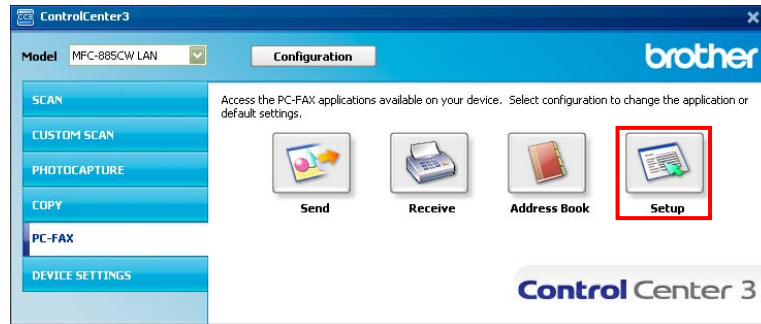 ControlCenter3
Model MFC-885CW LAN Configuration brother
SCAN
CUSTOM SCAN
PHOTOCAPTURE
COPY
PC-FAX
DEVICE SETTINGS
Access the PC-FAX applications available on your device. Select configuration to change the application or
default settings.
Send Receive Address Book Setup
Control Center 3